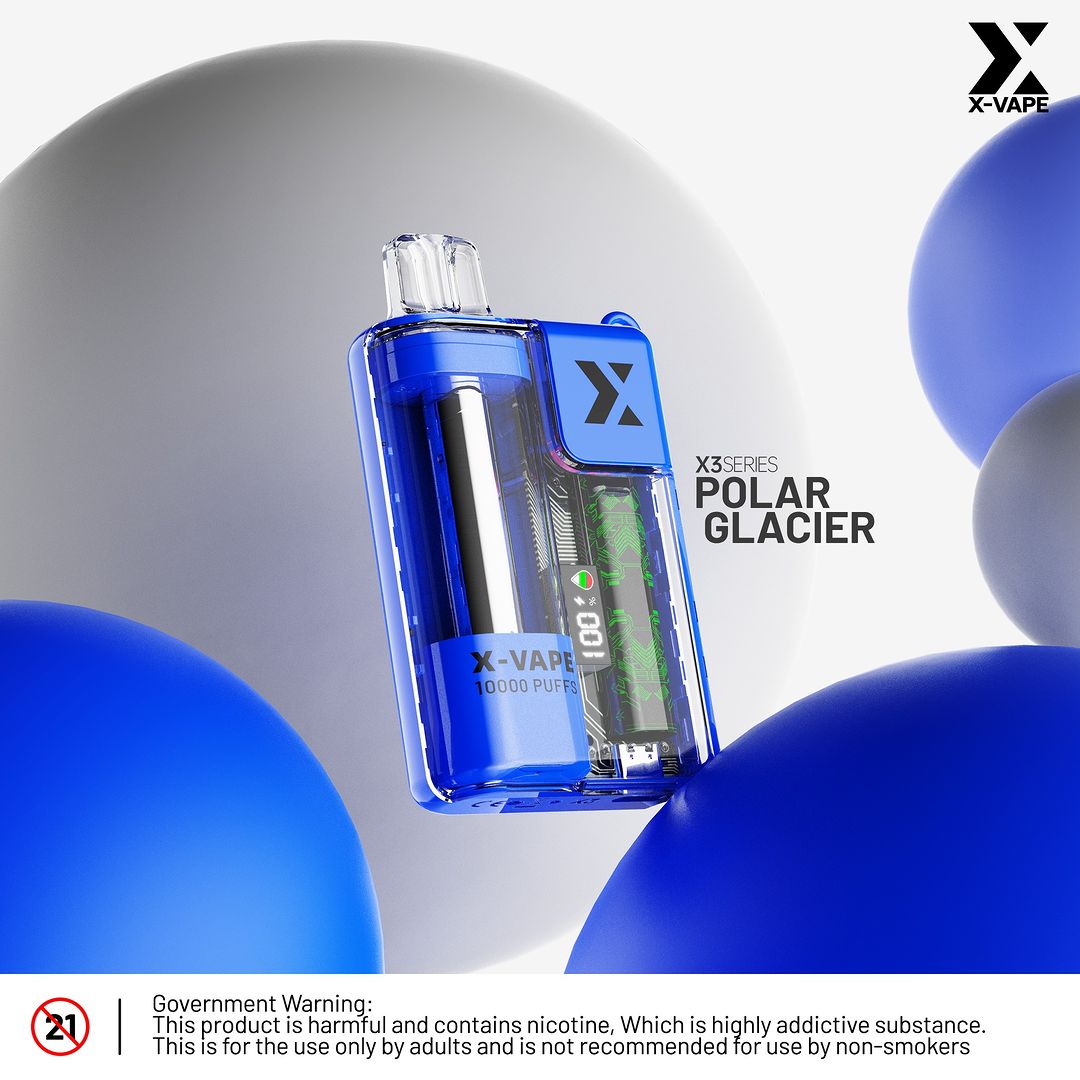 X-VAPE
X3SERIES
POLAR
GLACIER
100%
X-VAPE
10000 PUFFS
21
Government Warning:
This product is harmful and contains nicotine, Which is highly addictive substance.
This is for the use only by adults and is not recommended for use by non-smokers